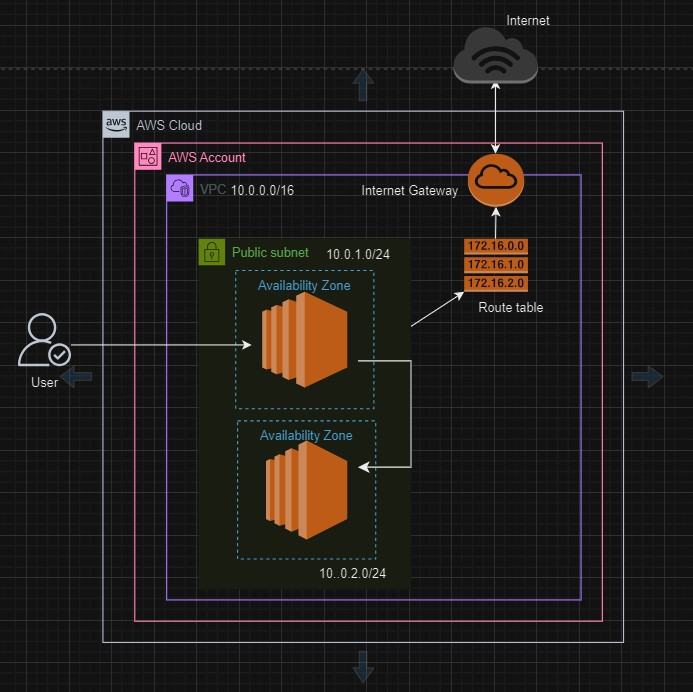 Internet
aws
AWS Cloud
AWS Account
VPC 10.0.0.0/16
Internet Gateway
Public subnet
10.0.1.0/24
172.16.0.0
172.16.1.0
172.16.2.0
Route table
Availability Zone
User
Availability Zone
10..0.2.0/24